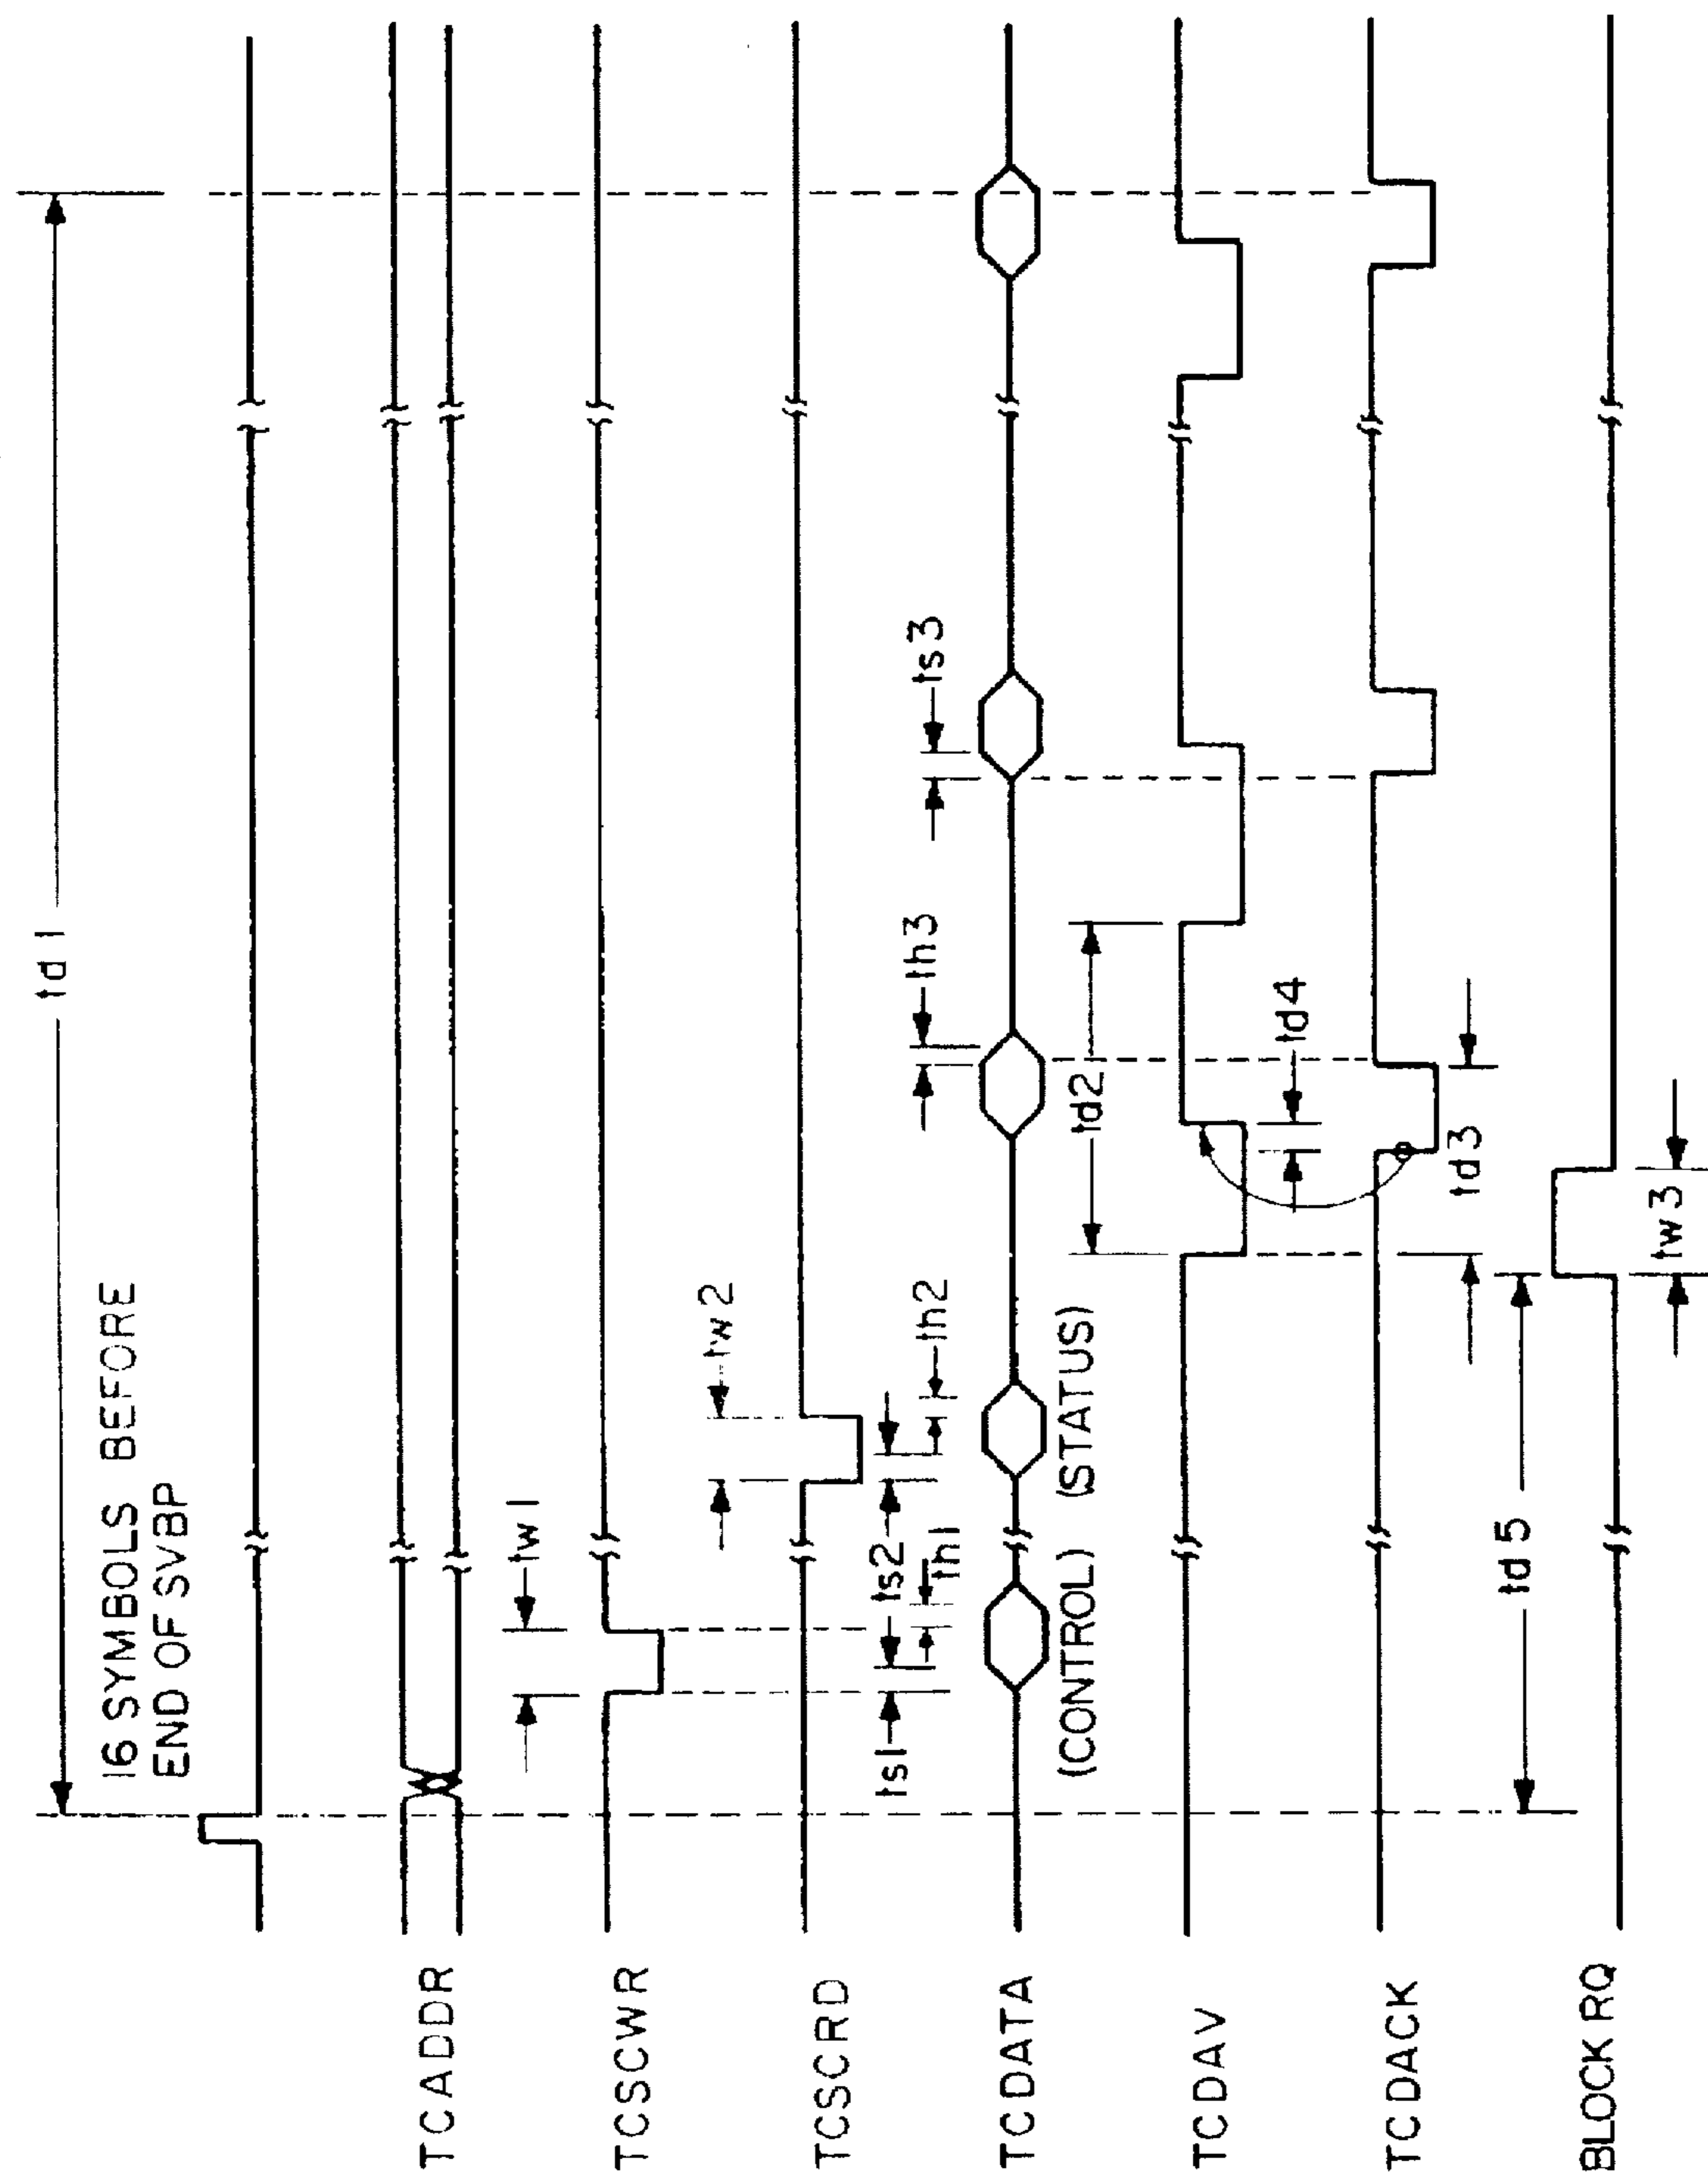 td1
16 SYMBOLS BEFORE
END OF SVBP
TCADDR
tw1
TCSCWR
tw2
TCSCRD
ts1
ts2
th1
th2
th3
ts3
TCDATA
(CONTROL)
(STATUS)
td2
TCDAV
td4
TCDACK
td3
td5
BLOCK RQ
tw3